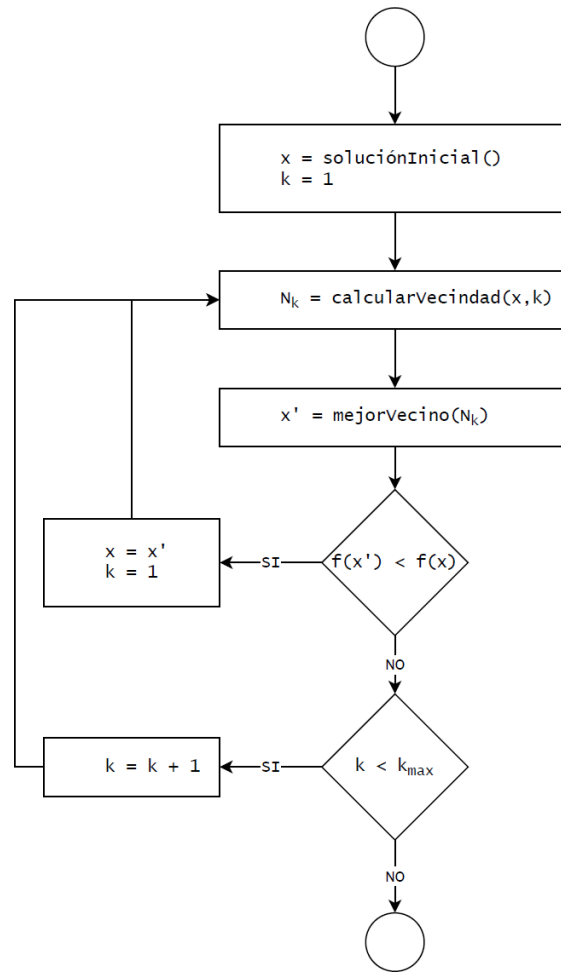 x = soluciónInicial()
k = 1
Nk = calcularVecindad(x,k)
x' = mejorVecino(Nk)
x = x'
k = 1
SI
f(x') < f(x)
NO
k = k + 1
SI
k < kmax
NO